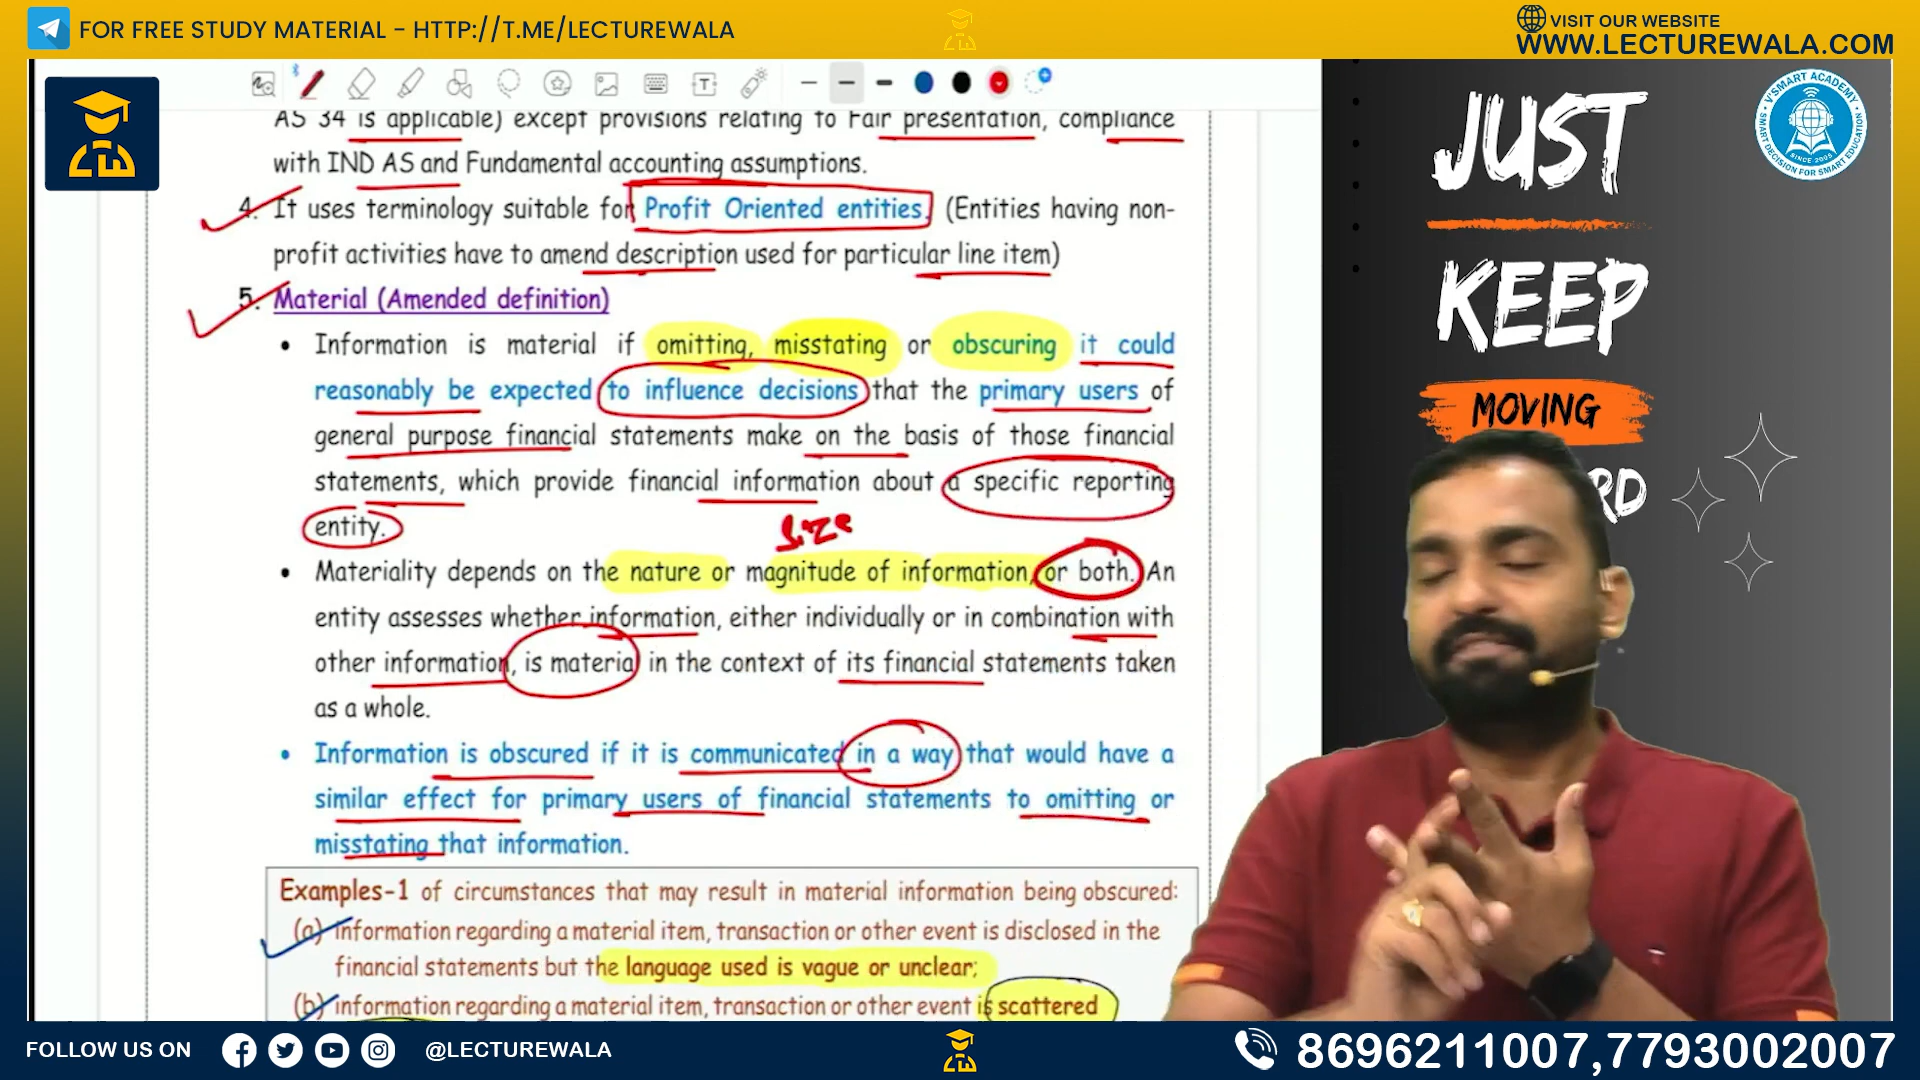 FOR FREE STUDY MATERIAL - HTTP://T.ME/LECTUREWALA
VISIT OUR WEBSITE
WWW.LECTUREWALA.COM
AS 34 is applicable) except provisions relating to Fair presentation, compliance
with IND AS and Fundamental accounting assumptions.
4. It uses terminology suitable for Profit Oriented entities. (Entities having non-
profit activities have to amend description used for particular line item)
5. Material (Amended definition)
• Information is material if omitting, misstating or obscuring it could
reasonably be expected to influence decisions that the primary users of
general purpose financial statements make on the basis of those financial
statements, which provide financial information about a specific reporting
entity.
size
• Materiality depends on the nature or magnitude of information, or both. An
entity assesses whether information, either individually or in combination with
other information, is material in the context of its financial statements taken
as a whole.
• Information is obscured if it is communicated in a way that would have a
similar effect for primary users of financial statements to omitting or
misstating that information.
Examples-1 of circumstances that may result in material information being obscured:
(a) information regarding a material item, transaction or other event is disclosed in the
financial statements but the language used is vague or unclear;
(b) information regarding a material item, transaction or other event is scattered
JUST
KEEP
MOVING
RD
V'SMART ACADEMY
SINCE 2005
SMART DECISION FOR SMART EDUCATION
FOLLOW US ON
@LECTUREWALA
8696211007,7793002007